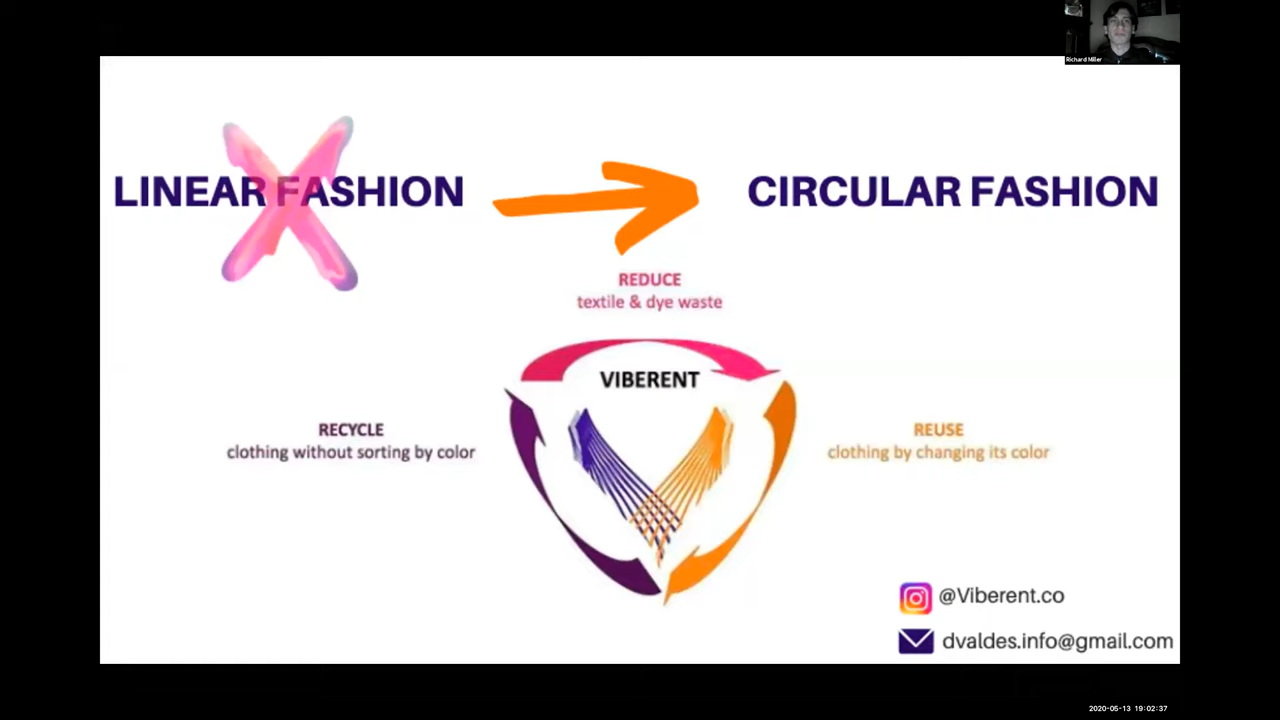 Richard Miller
LINEAR FASHION
CIRCULAR FASHION
REDUCE
textile & dye waste
VIBERENT
RECYCLE
clothing without sorting by color
REUSE
clothing by changing its color
@Viberent.co
dvaldes.info@gmail.com
2020-05-13 19:02:37